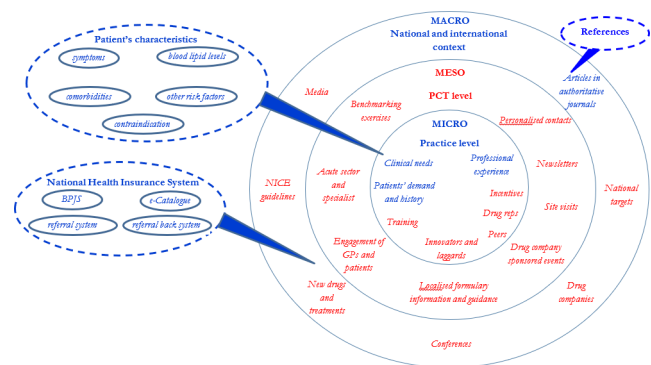 Patient's characteristics
symptoms
blood lipid levels
comorbidities
other risk factors
contraindication
National Health Insurance System
BPJS
e-Catalogue
referral system
referral back system
MACRO
National and international
context
References
Articles in
authoritative
journals
Media
NICE
guidelines
National
targets
New drugs
and
treatments
Drug
companies
Conferences
MESO
PCT level
Benchmarking
exercises
Personalised contacts
Acute sector
and
specialist
Newsletters
Site visits
Engagement of
GPs and
patients
Drug company
sponsored events
Localised formulary
information and guidance
MICRO
Practice level
Clinical needs
Professional
experience
Patients' demand
and history
Incentives
Drug reps
Training
Peers
Innovators and
laggards